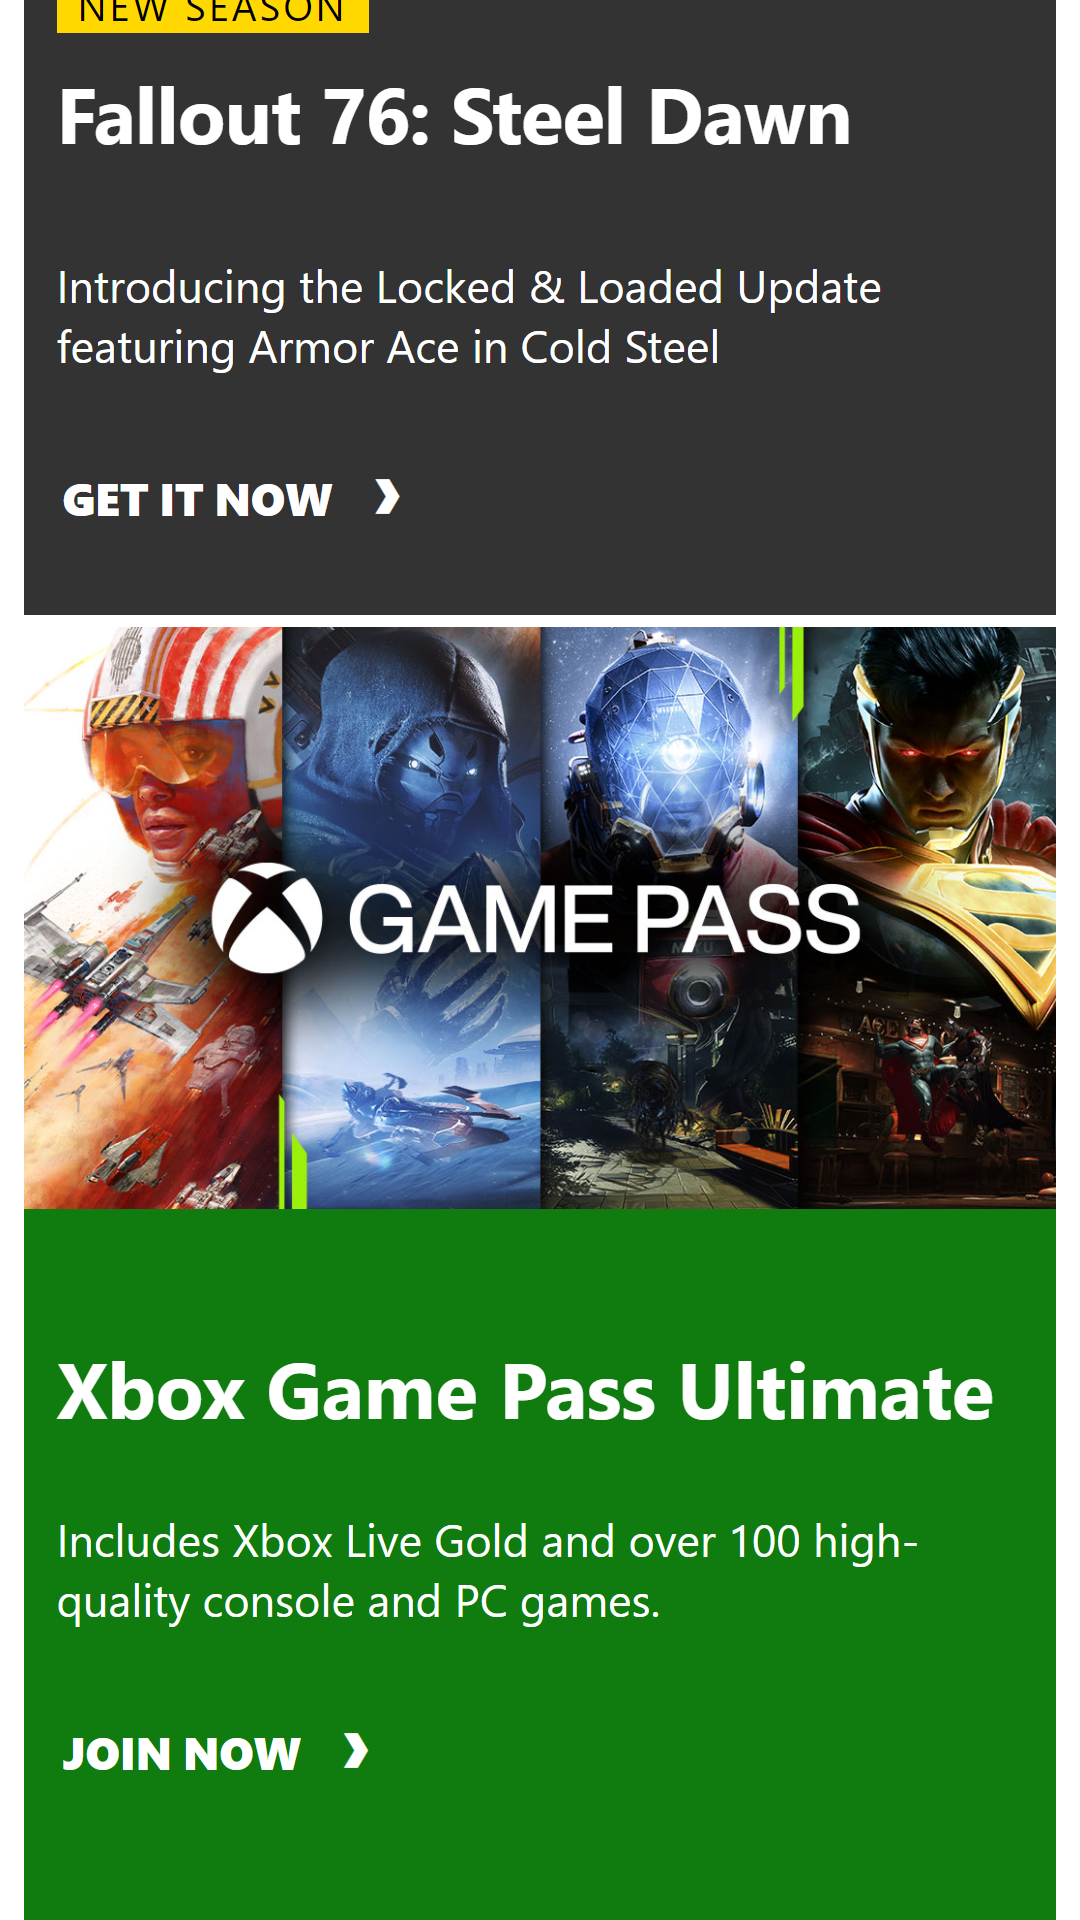 NEW SEASON
Fallout 76: Steel Dawn
Introducing the Locked & Loaded Update
featuring Armor Ace in Cold Steel
GET IT NOW
GAME PASS
Xbox Game Pass Ultimate
Includes Xbox Live Gold and over 100 high-
quality console and PC games.
JOIN NOW